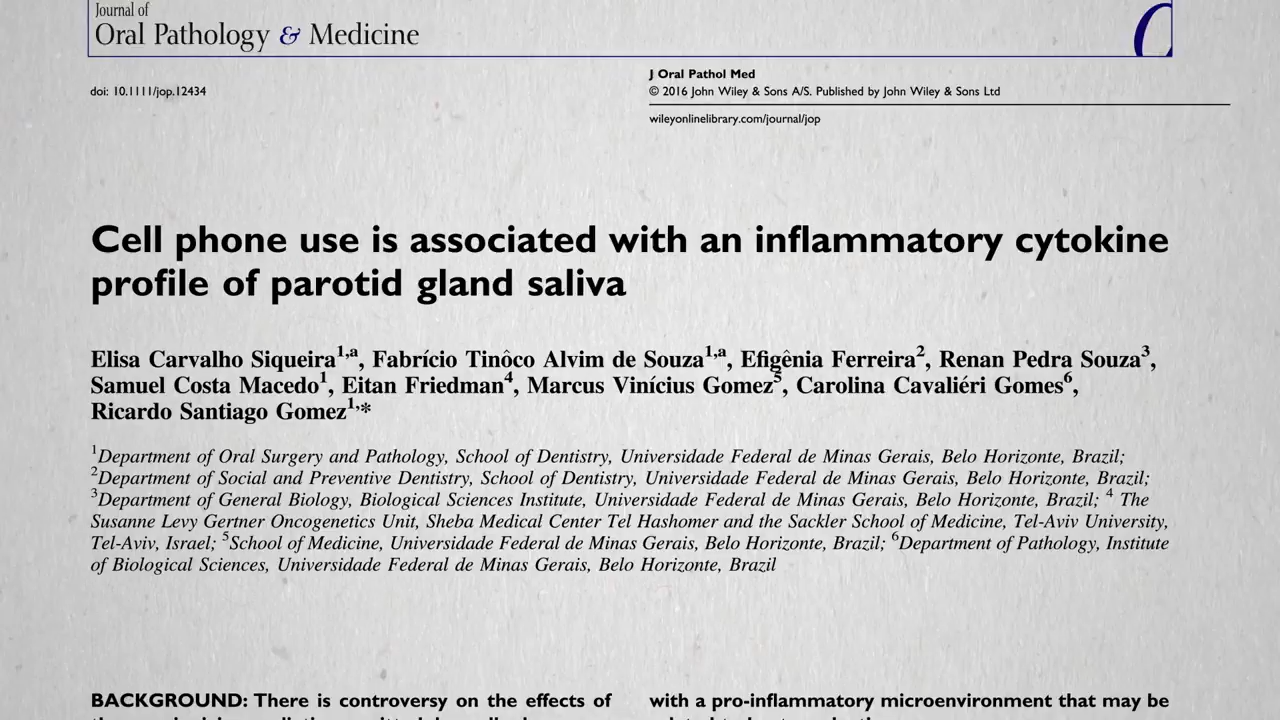 Journal of
Oral Pathology & Medicine
doi: 10.1111/jop.12434
J Oral Pathol Med
© 2016 John Wiley & Sons A/S. Published by John Wiley & Sons Ltd
wileyonlinelibrary.com/journal/jop
Cell phone use is associated with an inflammatory cytokine
profile of parotid gland saliva
Elisa Carvalho Siqueira1,a, Fabrício Tinôco Alvim de Souza1,a, Efigênia Ferreira2, Renan Pedra Souza3,
Samuel Costa Macedo1, Eitan Friedman4, Marcus Vinícius Gomez5, Carolina Cavaliéri Gomes6,
Ricardo Santiago Gomez1,*
1Department of Oral Surgery and Pathology, School of Dentistry, Universidade Federal de Minas Gerais, Belo Horizonte, Brazil;
2Department of Social and Preventive Dentistry, School of Dentistry, Universidade Federal de Minas Gerais, Belo Horizonte, Brazil;
3Department of General Biology, Biological Sciences Institute, Universidade Federal de Minas Gerais, Belo Horizonte, Brazil; 4 The
Susanne Levy Gertner Oncogenetics Unit, Sheba Medical Center Tel Hashomer and the Sackler School of Medicine, Tel-Aviv University,
Tel-Aviv, Israel; 5School of Medicine, Universidade Federal de Minas Gerais, Belo Horizonte, Brazil; 6Department of Pathology, Institute
of Biological Sciences, Universidade Federal de Minas Gerais, Belo Horizonte, Brazil
BACKGROUND: There is controversy on the effects of
with a pro-inflammatory microenvironment that may be